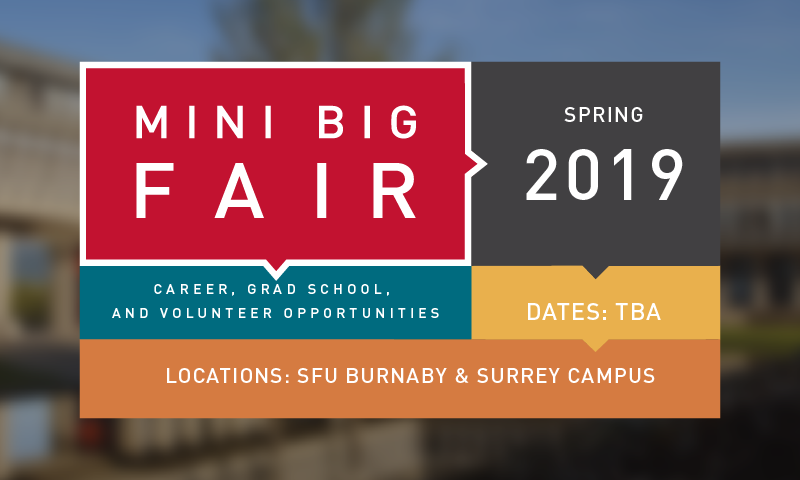 MINI BIG
FAIR
SPRING
2019
CAREER, GRAD SCHOOL,
AND VOLUNTEER OPPORTUNITIES
DATES: TBA
LOCATIONS: SFU BURNABY & SURREY CAMPUS